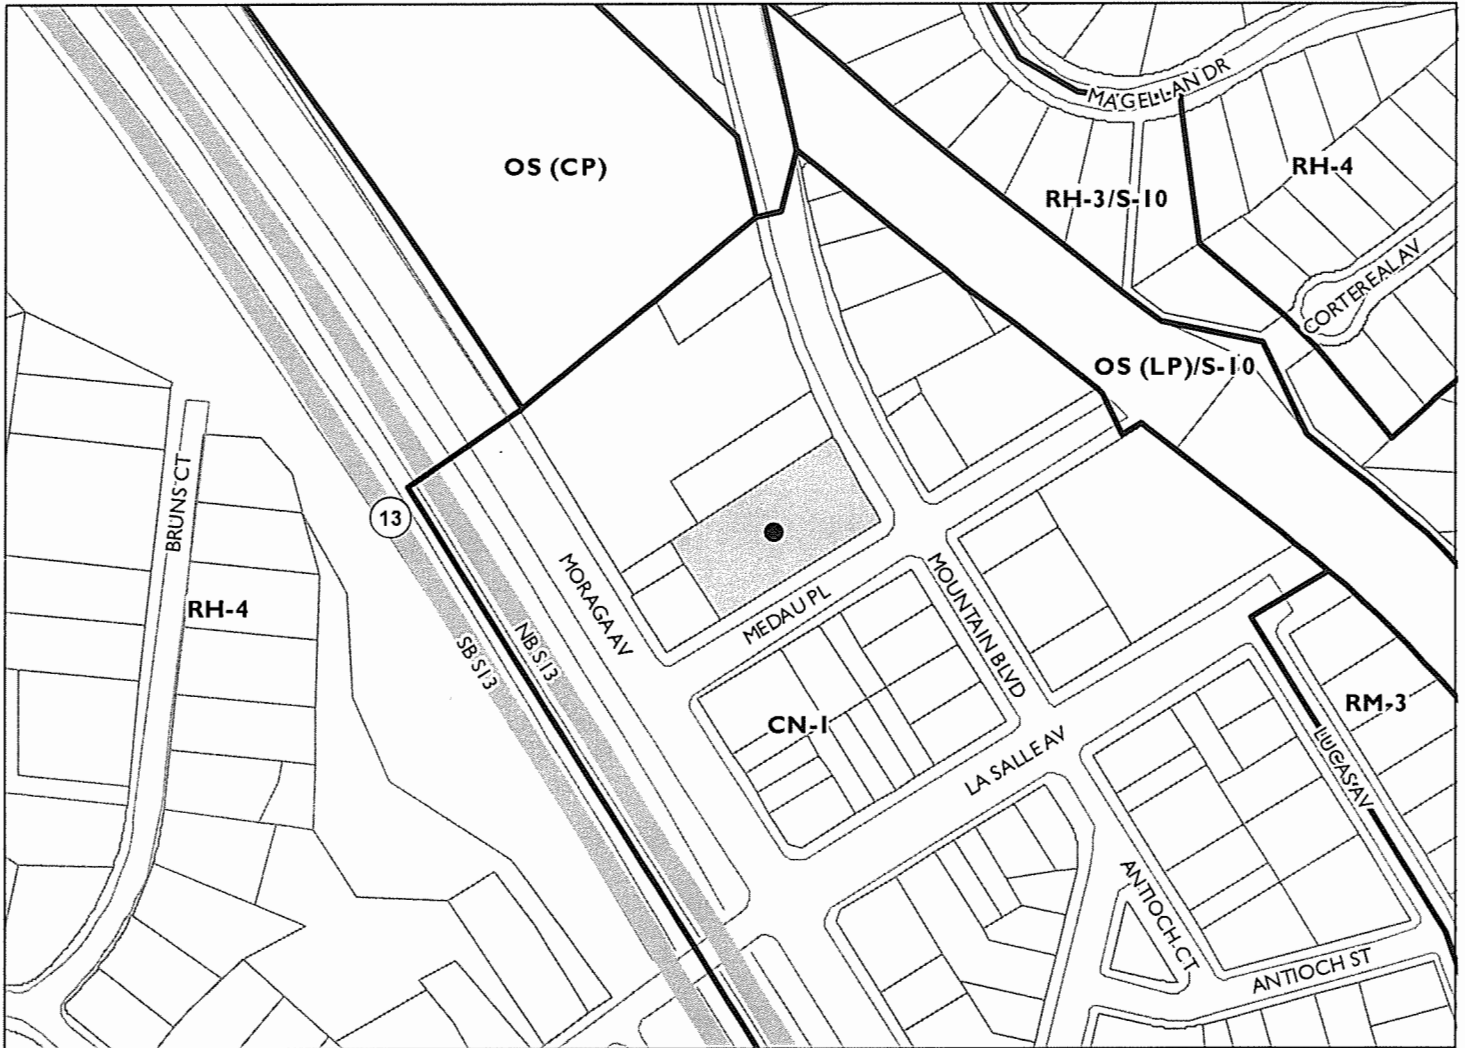 MAGELLAN DR
OS (CP)
RH-4
RH-3/S-10
CORTEREAL AV
OS (LP)/S-10
BRUNS CT
13
MORAGA AV
MEDAU PL
MOUNTAIN BLVD
RH-4
SB S13
NB S13
CN-1
RM-3
LA SALLE AV
LUCAS AV
ANTIOCH CT
ANTIOCH ST